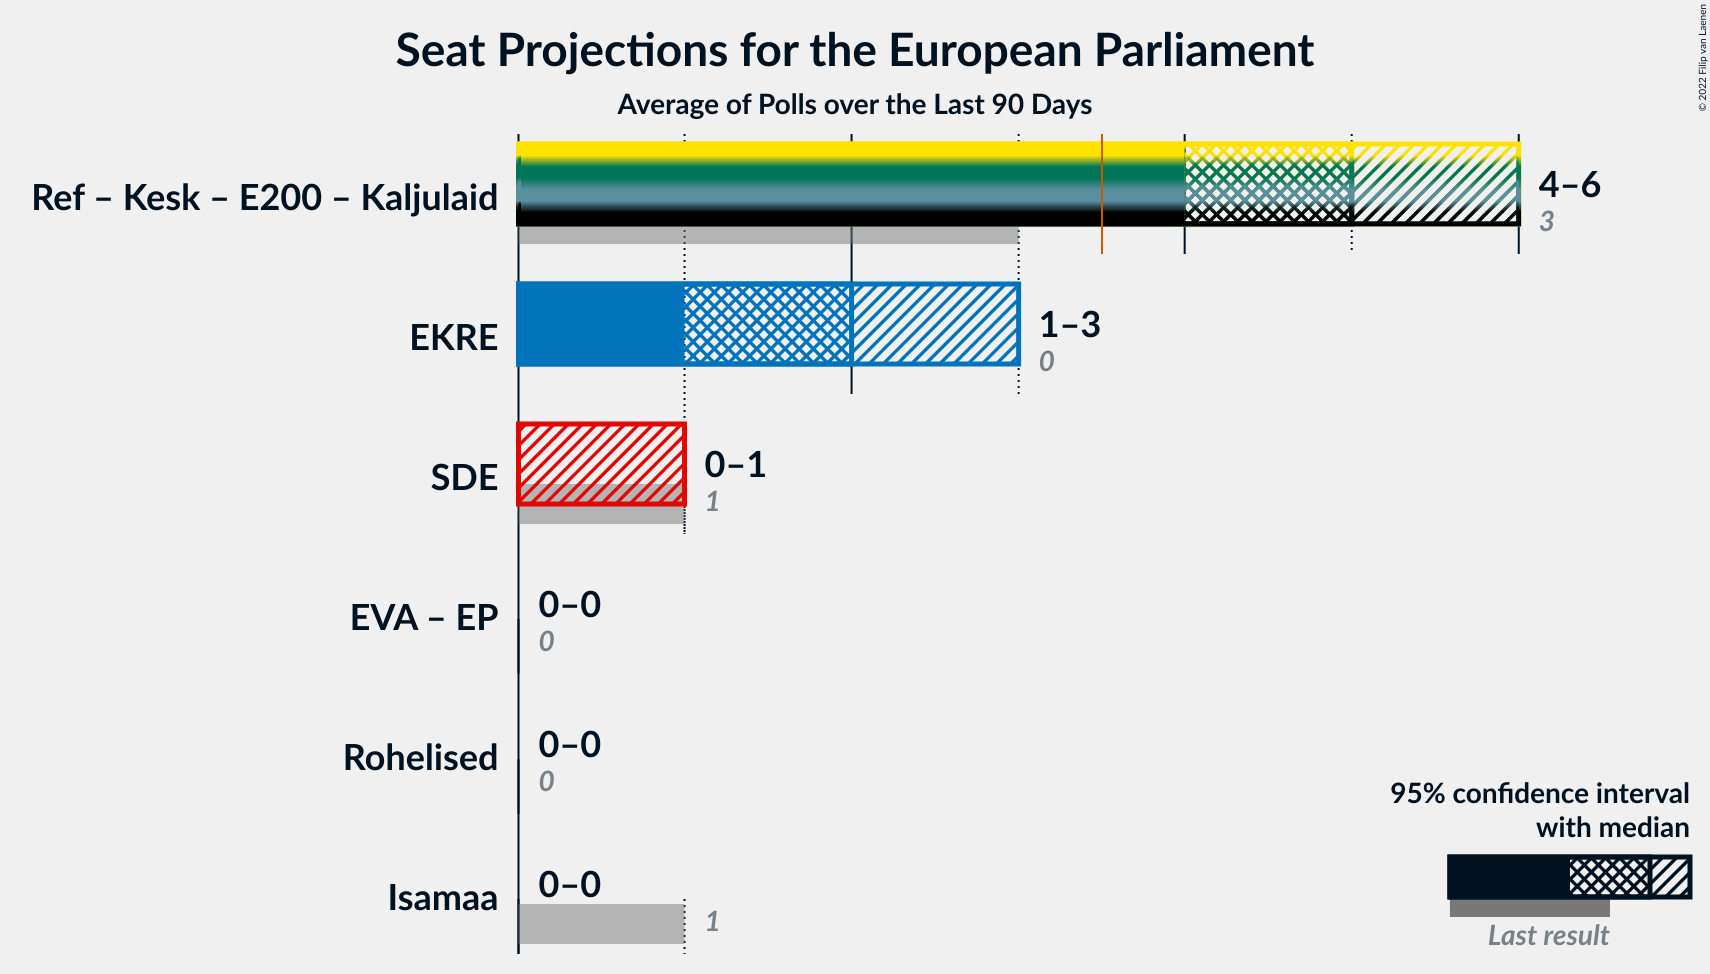 Seat Projections for the European Parliament
Average of Polls over the Last 90 Days
© 2022 Filip van Laenen
Ref – Kesk – E200 – Kaljulaid
4–6
3
EKRE
1–3
0
SDE
0–1
1
EVA – EP
0–0
0
Rohelised
0–0
0
Isamaa
0–0
1
95% confidence interval
with median
Last result